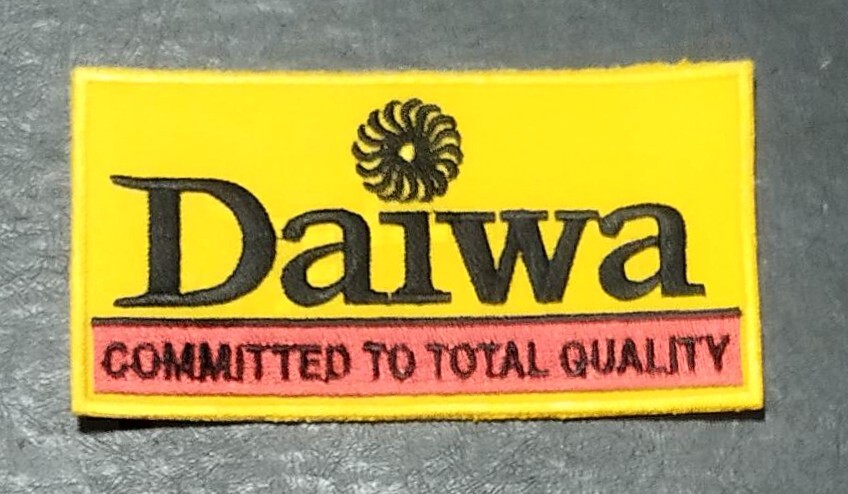 Daiwa
COMMITTED TO TOTAL QUALITY